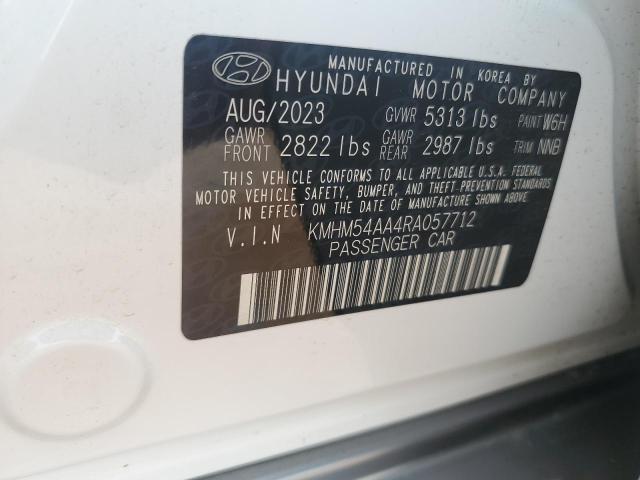 MANUFACTURED IN KOREA BY
HYUNDAI MOTOR COMPANY
AUG/2023 GVWR 5313 lbs PAINT W6H
GAWR FRONT 2822 lbs GAWR REAR 2987 lbs TRIM NNB
THIS VEHICLE CONFORMS TO ALL APPLICABLE U.S.A. FEDERAL
MOTOR VEHICLE SAFETY, BUMPER, AND THEFT PREVENTION STANDARDS
IN EFFECT ON THE DATE OF MANUFACTURE SHOWN ABOVE.
V.I.N KMHM54AA4RA057712
PASSENGER CAR